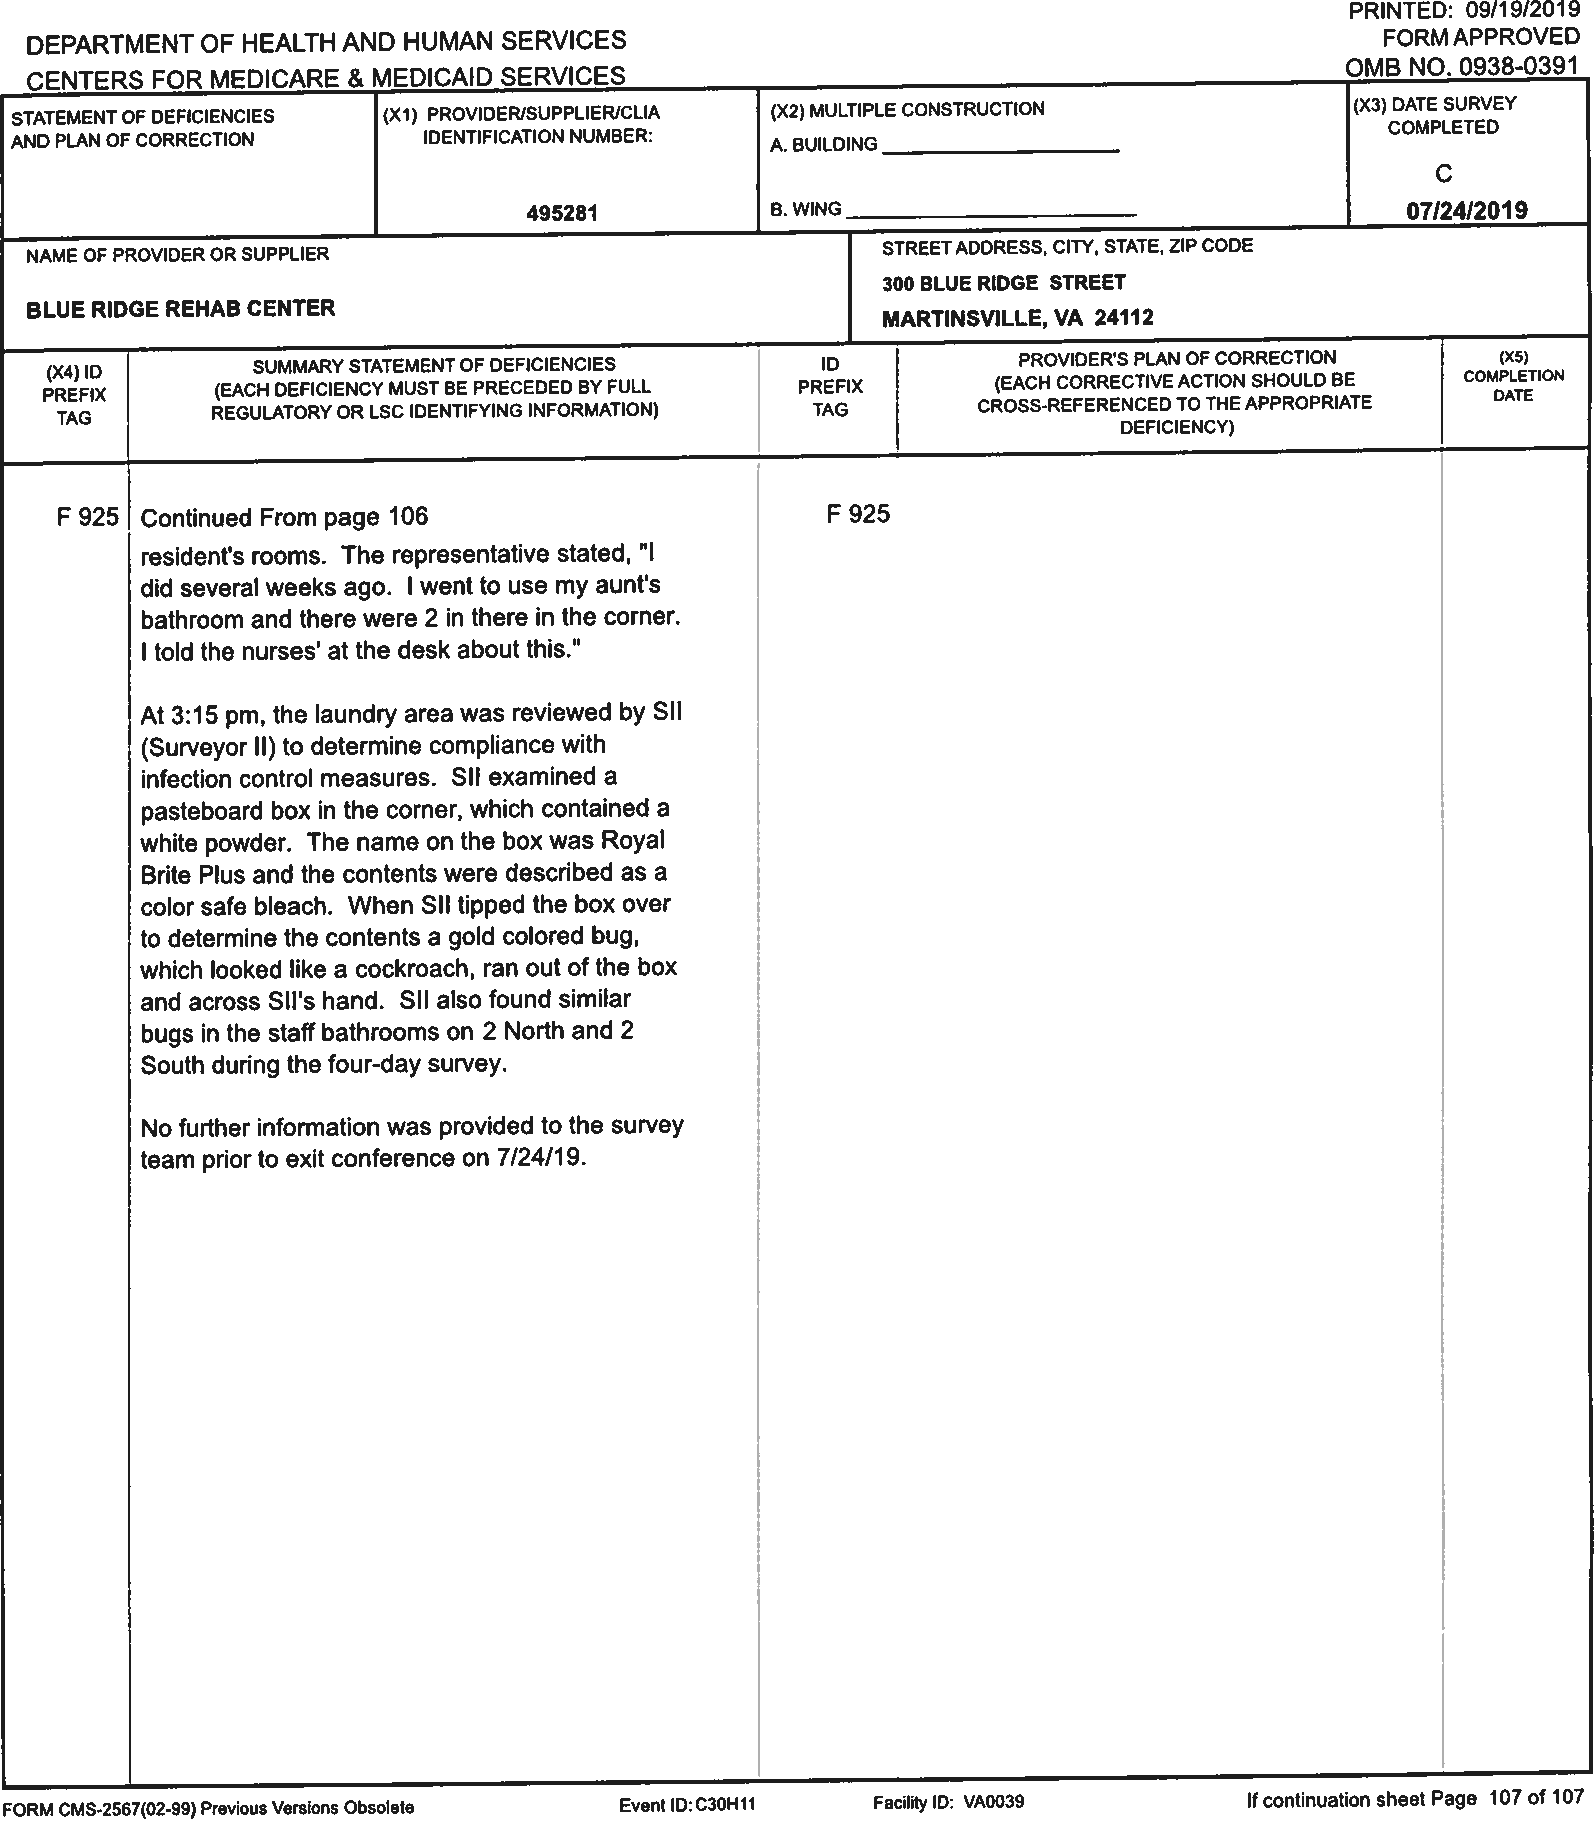 PRINTED: 09/19/2019
FORM APPROVED
OMB NO. 0938-0391
DEPARTMENT OF HEALTH AND HUMAN SERVICES
CENTERS FOR MEDICARE & MEDICAID SERVICES
STATEMENT OF DEFICIENCIES
AND PLAN OF CORRECTION
(X1) PROVIDER/SUPPLIER/CLIA
IDENTIFICATION NUMBER:
495281
(X2) MULTIPLE CONSTRUCTION
A. BUILDING
B. WING
(X3) DATE SURVEY
COMPLETED
C
07/24/2019
NAME OF PROVIDER OR SUPPLIER
BLUE RIDGE REHAB CENTER
STREET ADDRESS, CITY, STATE, ZIP CODE
300 BLUE RIDGE STREET
MARTINSVILLE, VA 24112
(X4) ID
PREFIX
TAG
SUMMARY STATEMENT OF DEFICIENCIES
(EACH DEFICIENCY MUST BE PRECEDED BY FULL
REGULATORY OR LSC IDENTIFYING INFORMATION)
ID
PREFIX
TAG
PROVIDER'S PLAN OF CORRECTION
(EACH CORRECTIVE ACTION SHOULD BE
CROSS-REFERENCED TO THE APPROPRIATE
DEFICIENCY)
(X5)
COMPLETION
DATE
F 925
Continued From page 106
resident's rooms. The representative stated, "I
did several weeks ago. I went to use my aunt's
bathroom and there were 2 in there in the corner.
I told the nurses' at the desk about this."
At 3:15 pm, the laundry area was reviewed by SII
(Surveyor II) to determine compliance with
infection control measures. SII examined a
pasteboard box in the corner, which contained a
white powder. The name on the box was Royal
Brite Plus and the contents were described as a
color safe bleach. When SII tipped the box over
to determine the contents a gold colored bug,
which looked like a cockroach, ran out of the box
and across SII's hand. SII also found similar
bugs in the staff bathrooms on 2 North and 2
South during the four-day survey.
No further information was provided to the survey
team prior to exit conference on 7/24/19.
F 925
FORM CMS-2567(02-99) Previous Versions Obsolete
Event ID: C30H11
Facility ID: VA0039
If continuation sheet Page 107 of 107